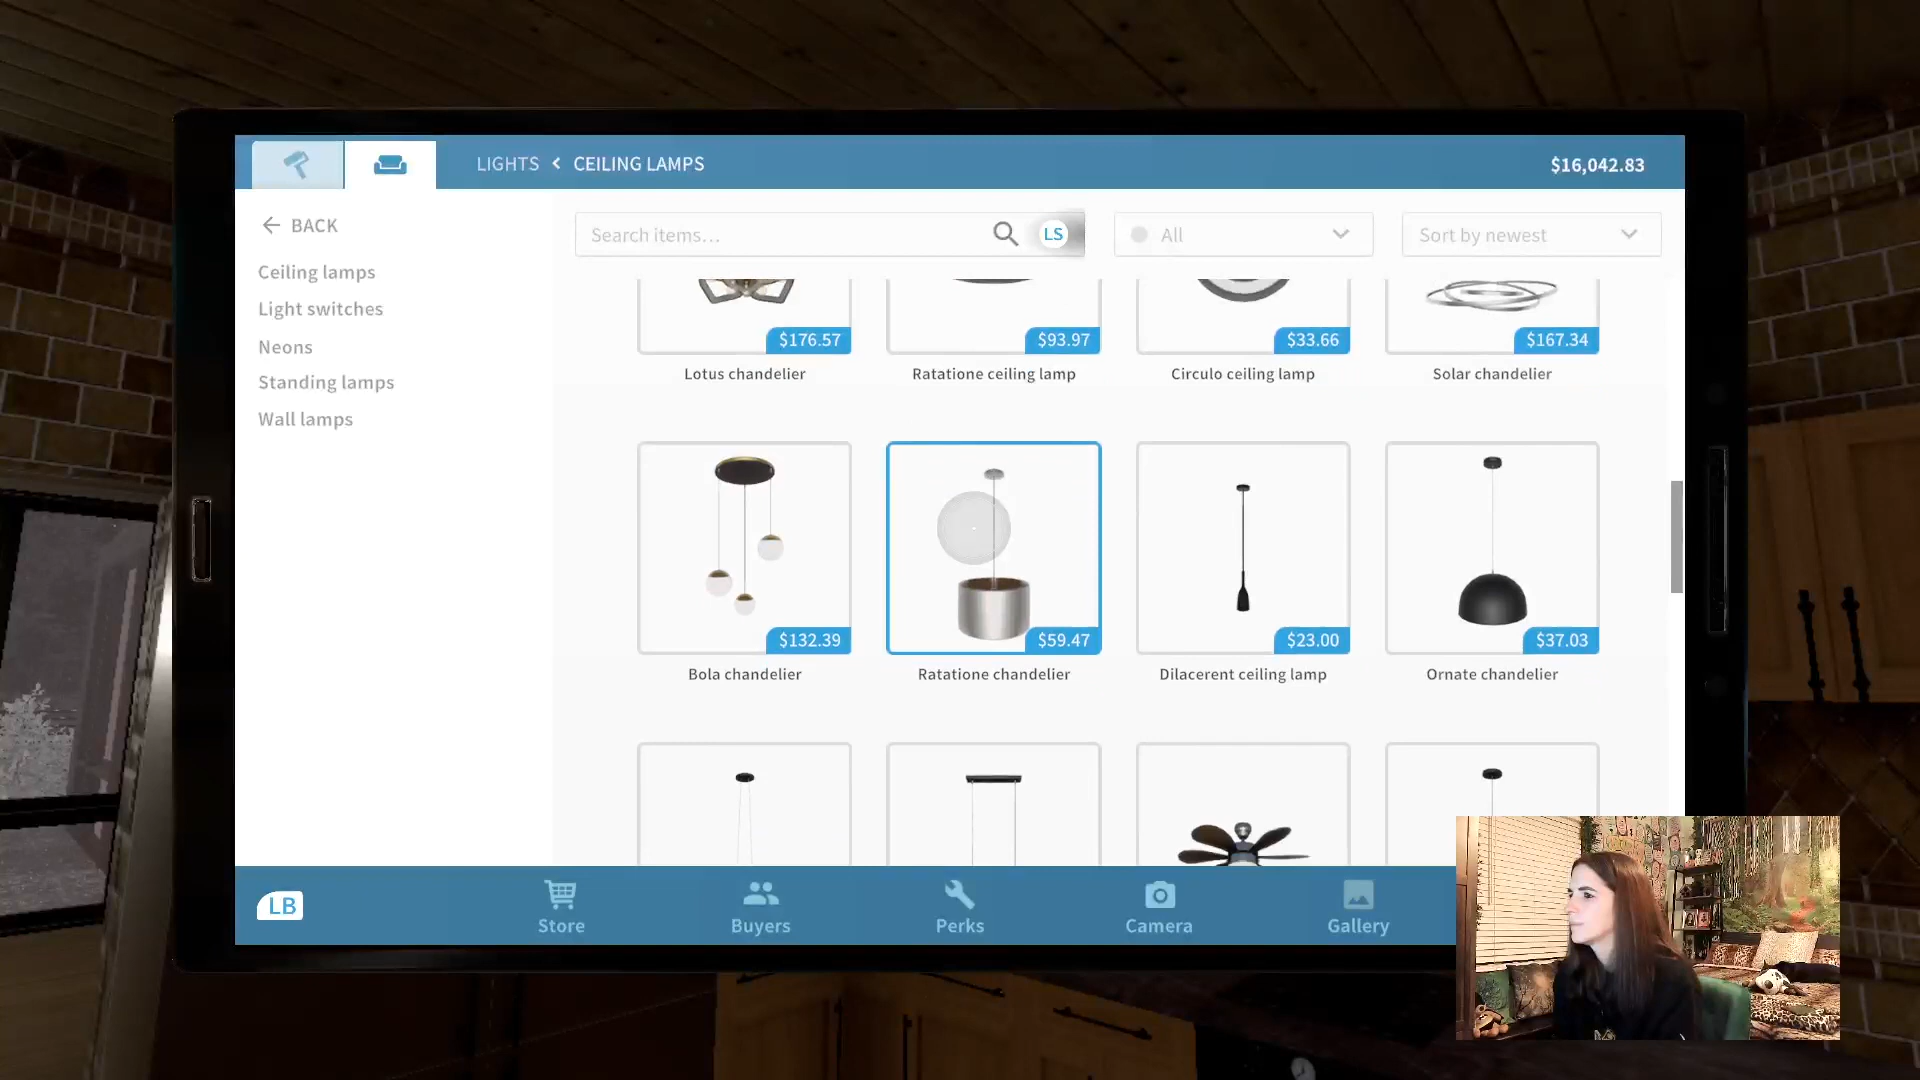 LIGHTS < CEILING LAMPS
$16,042.83
BACK
Ceiling lamps
Light switches
Neons
Standing lamps
Wall lamps
Search items...
LS
All
Sort by newest
$176.57
$93.97
$33.66
$167.34
Lotus chandelier
Ratatione ceiling lamp
Circulo ceiling lamp
Solar chandelier
$132.39
$59.47
$23.00
$37.03
Bola chandelier
Ratatione chandelier
Dilacerent ceiling lamp
Ornate chandelier
LB
Store
Buyers
Perks
Camera
Gallery